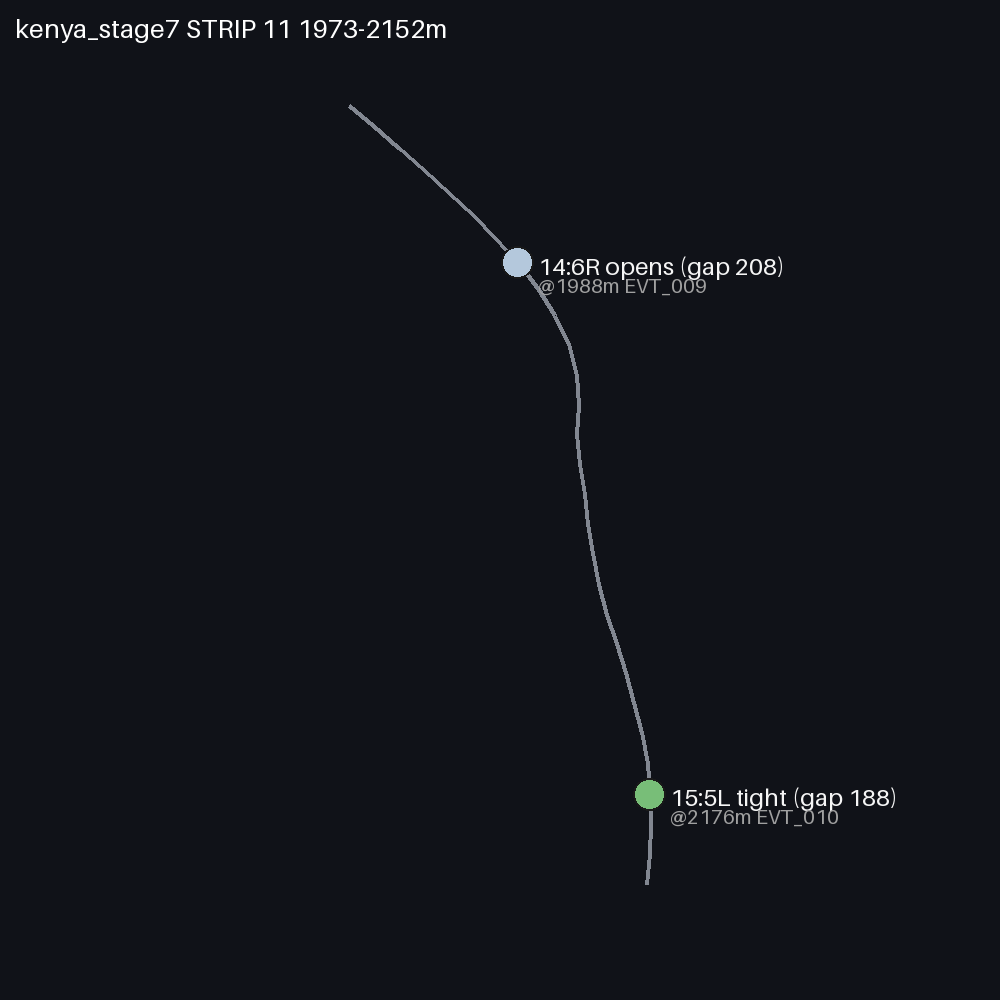 kenya_stage7 STRIP 11 1973-2152m
14:6R opens (gap 208)
@1988m EVT_009
15:5L tight (gap 188)
@2176m EVT_010